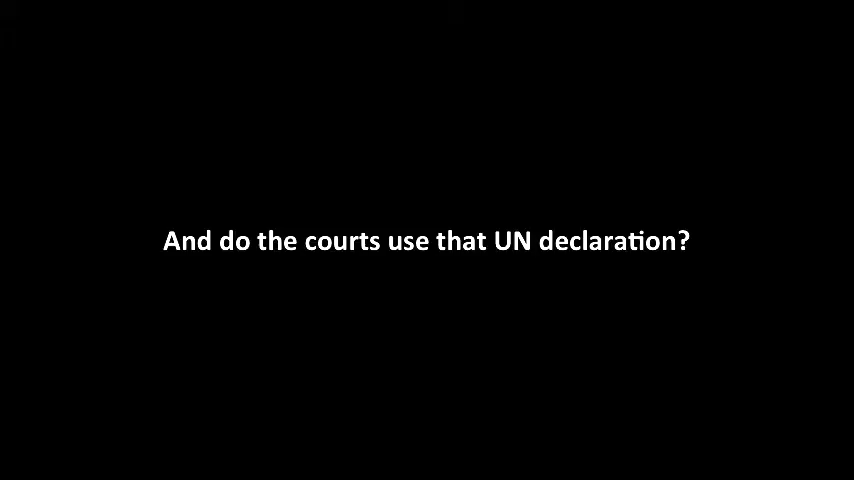 And do the courts use that UN declaration?